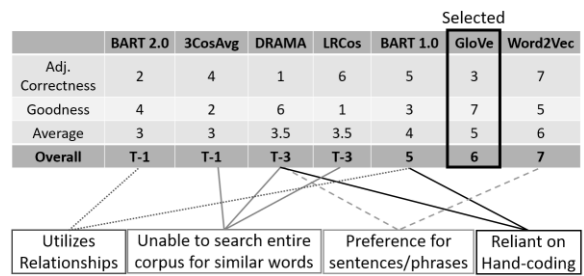 Selected
BART 2.0 3CosAvg DRAMA LRCos BART 1.0 GloVe Word2Vec
Adj.
Correctness 2 4 1 6 5 3 7
Goodness 4 2 6 1 3 7 5
Average 3 3 3.5 3.5 4 5 6
Overall T-1 T-1 T-3 T-3 5 6 7
Utilizes
Relationships
Unable to search entire
corpus for similar words
Preference for
sentences/phrases
Reliant on
Hand-coding